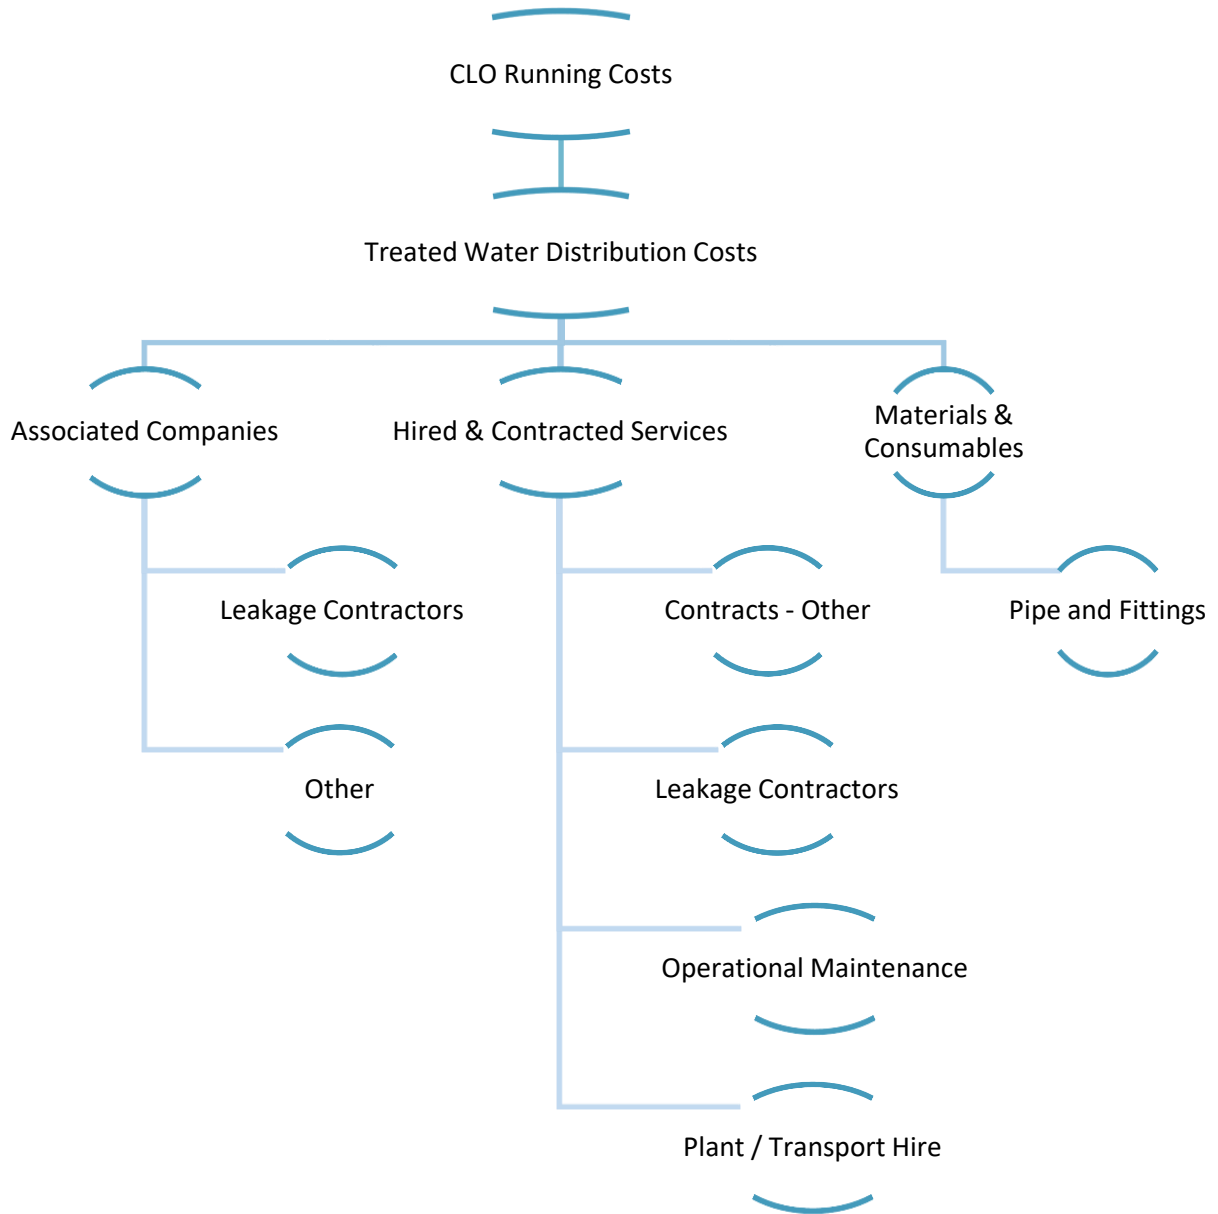 CLO Running Costs
Treated Water Distribution Costs
Associated Companies
Hired & Contracted Services
Materials &
Consumables
Leakage Contractors
Contracts - Other
Pipe and Fittings
Other
Leakage Contractors
Operational Maintenance
Plant / Transport Hire